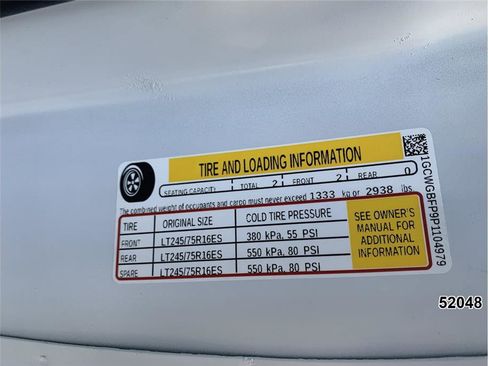 TIRE AND LOADING INFORMATION
SEATING CAPACITY TOTAL 2 FRONT 2 REAR 0
The combined weight of occupants and cargo must never exceed 1333 kg or 2938 lbs
TIRE ORIGINAL SIZE COLD TIRE PRESSURE
FRONT LT245/75R16ES 380 kPa, 55 PSI
REAR LT245/75R16ES 550 kPa, 80 PSI
SPARE LT245/75R16ES 550 kPa, 80 PSI
SEE OWNER'S
MANUAL FOR
ADDITIONAL
INFORMATION
1GCWGBFP9P1104979
52048